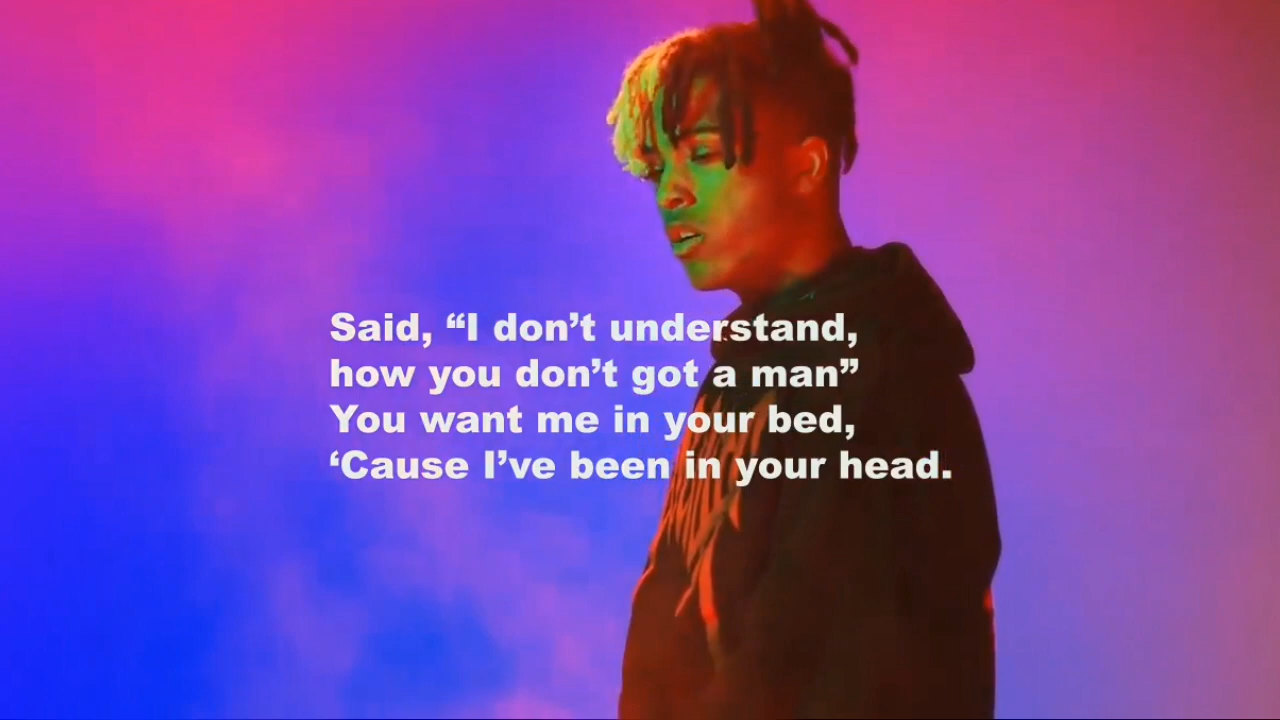 Said, “I don’t understand,
how you don’t got a man”
You want me in your bed,
‘Cause I’ve been in your head.